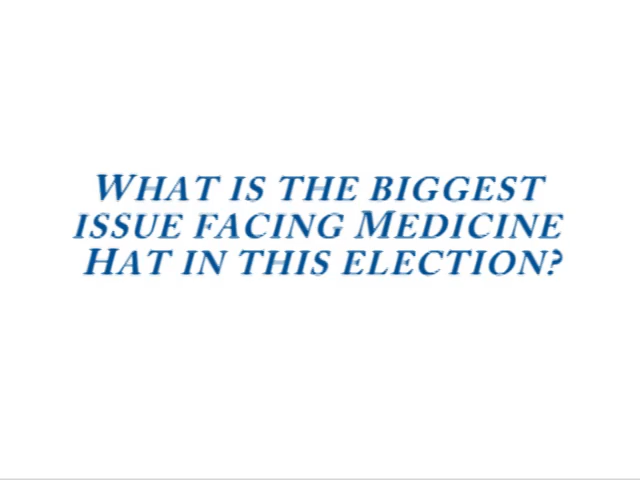 WHAT IS THE BIGGEST
ISSUE FACING MEDICINE
HAT IN THIS ELECTION?